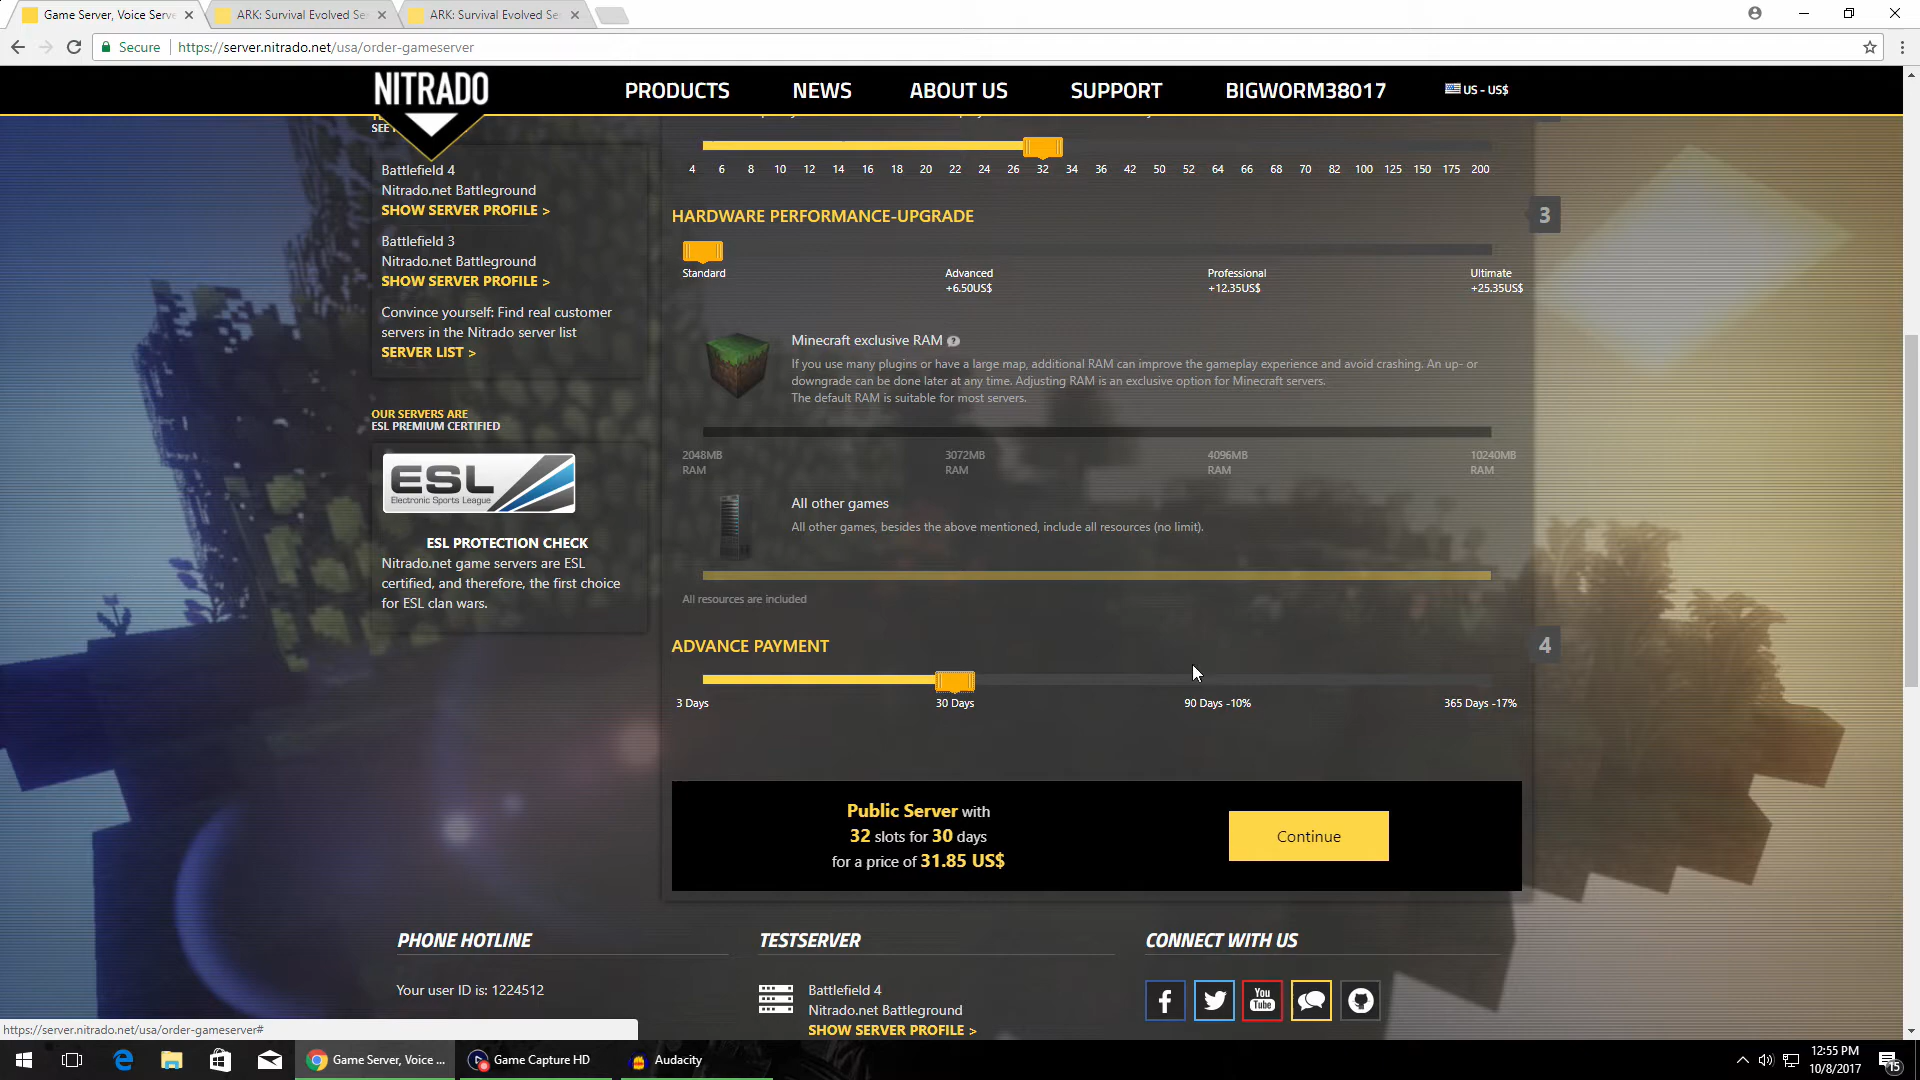 Game Server, Voice Serve
ARK: Survival Evolved Se
ARK: Survival Evolved Se
Secure
https://server.nitrado.net/usa/order-gameserver
NITRADO
PRODUCTS
NEWS
ABOUT US
SUPPORT
BIGWORM38017
US - US$
SEE
Battlefield 4
Nitrado.net Battleground
SHOW SERVER PROFILE >
Battlefield 3
Nitrado.net Battleground
SHOW SERVER PROFILE >
Convince yourself: Find real customer
servers in the Nitrado server list
SERVER LIST >
OUR SERVERS ARE
ESL PREMIUM CERTIFIED
ESL
Electronic Sports League
ESL PROTECTION CHECK
Nitrado.net game servers are ESL
certified, and therefore, the first choice
for ESL clan wars.
4 6 8 10 12 14 16 18 20 22 24 26 32 34 36 42 50 52 64 66 68 70 82 100 125 150 175 200
HARDWARE PERFORMANCE-UPGRADE
3
Standard
Advanced
+6.50US$
Professional
+12.35US$
Ultimate
+25.35US$
Minecraft exclusive RAM ?
If you use many plugins or have a large map, additional RAM can improve the gameplay experience and avoid crashing. An up- or
downgrade can be done later at any time. Adjusting RAM is an exclusive option for Minecraft servers.
The default RAM is suitable for most servers.
2048MB
RAM
3072MB
RAM
4096MB
RAM
10240MB
RAM
All other games
All other games, besides the above mentioned, include all resources (no limit).
All resources are included
ADVANCE PAYMENT
4
3 Days
30 Days
90 Days -10%
365 Days -17%
Public Server with
32 slots for 30 days
for a price of 31.85 US$
Continue
PHONE HOTLINE
Your user ID is: 1224512
TESTSERVER
Battlefield 4
Nitrado.net Battleground
SHOW SERVER PROFILE >
CONNECT WITH US
You
Tube
https://server.nitrado.net/usa/order-gameserver#
Game Server, Voice ...
Game Capture HD
Audacity
12:55 PM
10/8/2017
15